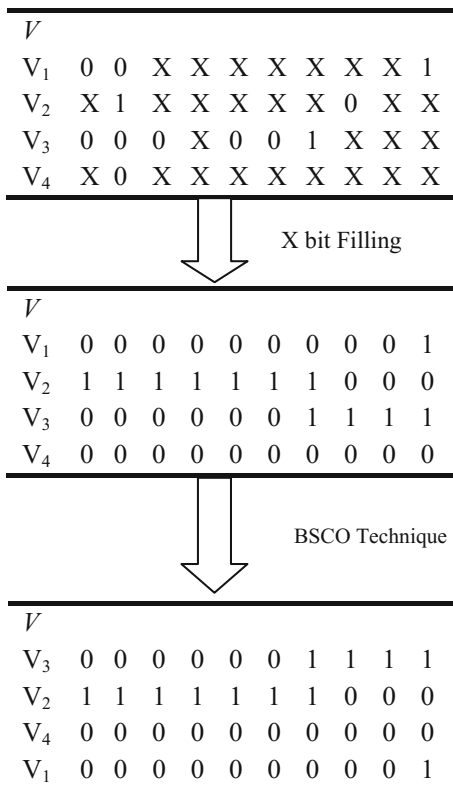 V
V₁ 0 0 X X X X X X X 1
V₂ X 1 X X X X X 0 X X
V₃ 0 0 0 X 0 0 1 X X X
V₄ X 0 X X X X X X X X
X bit Filling
V
V₁ 0 0 0 0 0 0 0 0 0 1
V₂ 1 1 1 1 1 1 1 0 0 0
V₃ 0 0 0 0 0 0 1 1 1 1
V₄ 0 0 0 0 0 0 0 0 0 0
BSCO Technique
V
V₃ 0 0 0 0 0 0 1 1 1 1
V₂ 1 1 1 1 1 1 1 0 0 0
V₄ 0 0 0 0 0 0 0 0 0 0
V₁ 0 0 0 0 0 0 0 0 0 1